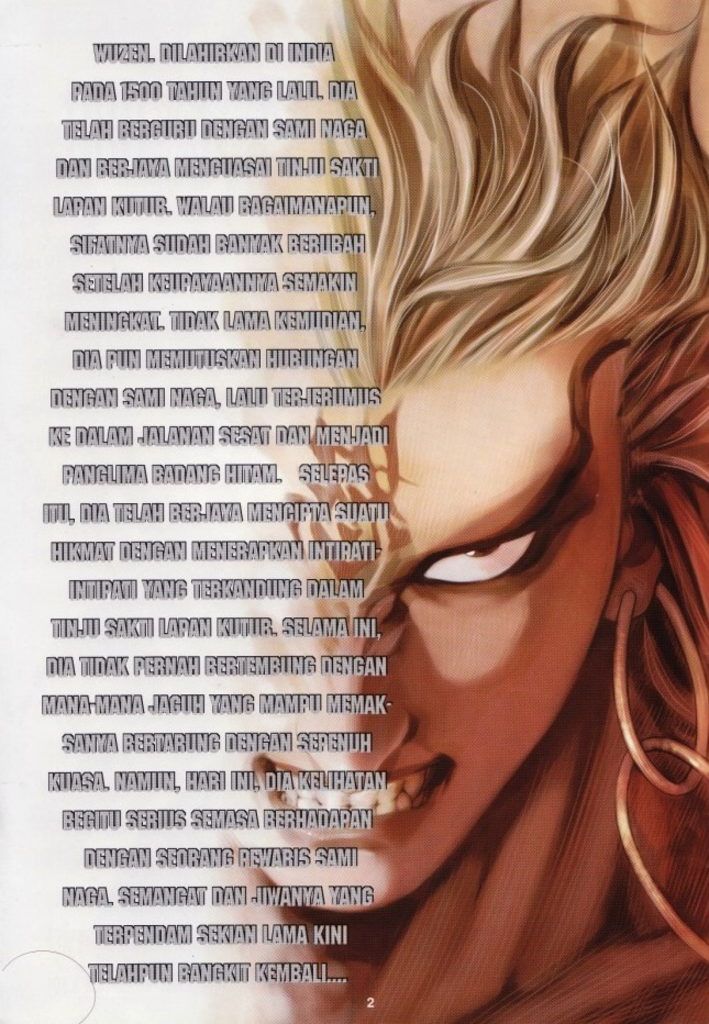 WUZEN. DILAHIRKAN DI INDIA
PADA 1500 TAHUN YANG LALU. DIA
TELAH BERGURU DENGAN SAMI NAGA
DAN BERJAYA MENGUASAI TINJU SAKTI
LAPAN KUTUB. WALAU BAGAIMANAPUN,
SIFATNYA SUDAH BANYAK BERUBAH
SETELAH KEUPAYAANNYA SEMAKIN
MENINGKAT. TIDAK LAMA KEMUDIAN,
DIA PUN MEMUTUSKAN HUBUNGAN
DENGAN SAMI NAGA, LALU TERJERUMUS
KE DALAM JALANAN SESAT DAN MENJADI
PANGLIMA BADANG HITAM. SELEPAS
ITU, DIA TELAH BERJAYA MENCIPTA SUATU
HIKMAT DENGAN MENERAPKAN INTIPATI-
INTIPATI YANG TERKANDUNG DALAM
TINJU SAKTI LAPAN KUTUB. SELAMA INI,
DIA TIDAK PERNAH BERTEMBUNG DENGAN
MANA-MANA JAGUH YANG MAMPU MEMAK-
SANYA BERTARUNG DENGAN SEPENUH
KUASA. NAMUN, HARI INI, DIA KELIHATAN
BEGITU SERIUS SEMASA BERHADAPAN
DENGAN SEORANG PEWARIS SAMI
NAGA. SEMANGAT DAN JIWANYA YANG
TERPENDAM SEKIAN LAMA KINI
TELAHPUN BANGKIT KEMBALI....
2